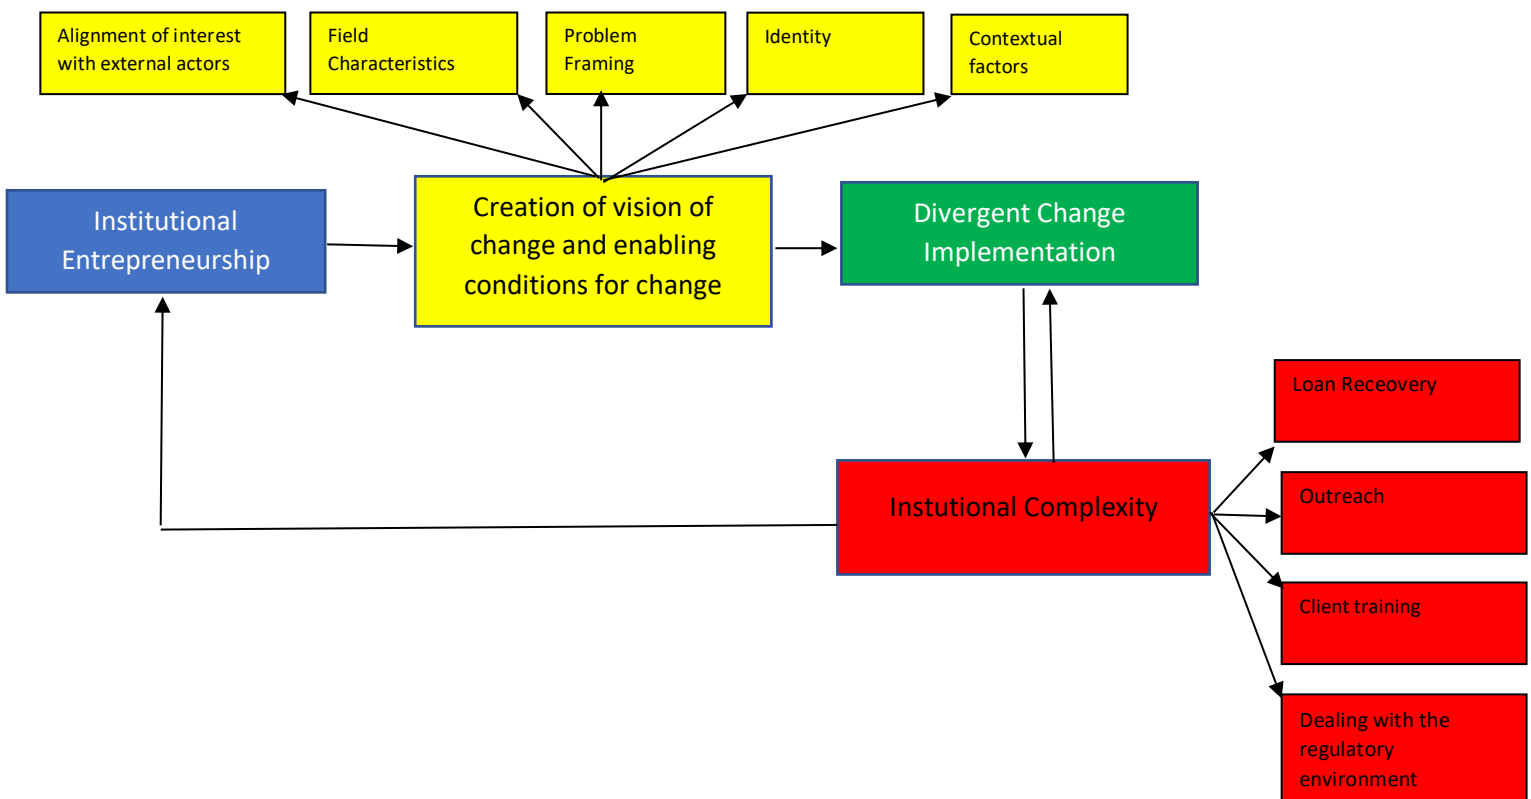 Alignment of interest
with external actors
Field
Characteristics
Problem
Framing
Identity
Contextual
factors
Institutional
Entrepreneurship
Creation of vision of
change and enabling
conditions for change
Divergent Change
Implementation
Instutional Complexity
Loan Receovery
Outreach
Client training
Dealing with the
regulatory
environment